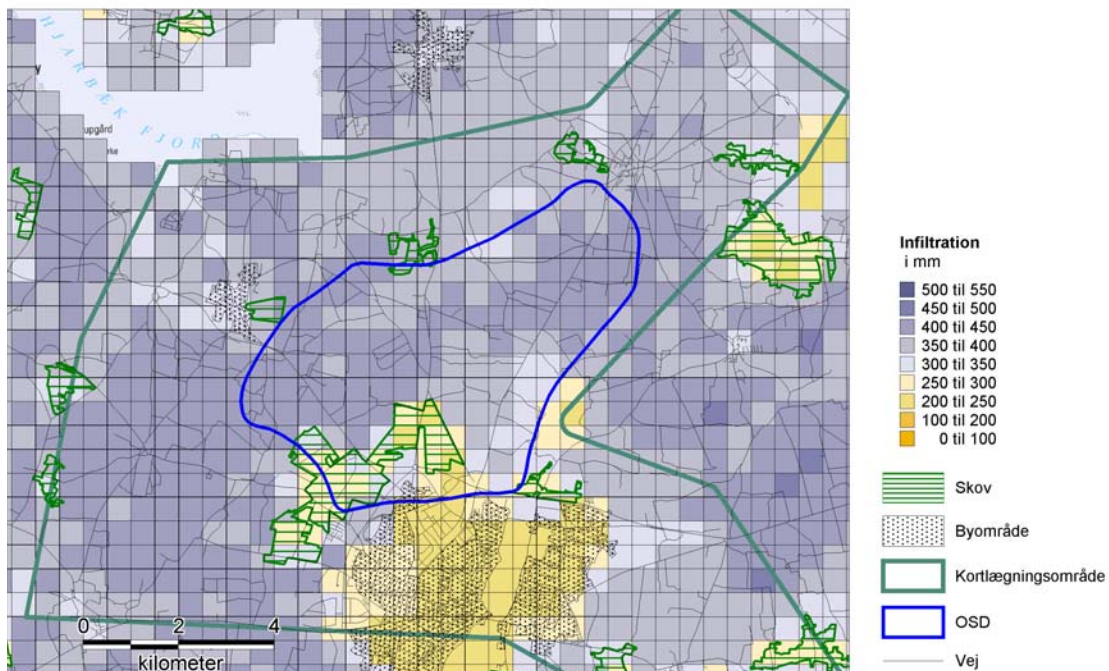 HJARBÆK FJORD
upgård
rke
0 2 4
kilometer
Infiltration
i mm
500 til 550
450 til 500
400 til 450
350 til 400
300 til 350
250 til 300
200 til 250
100 til 200
0 til 100
Skov
Byområde
Kortlægningsområde
OSD
Vej